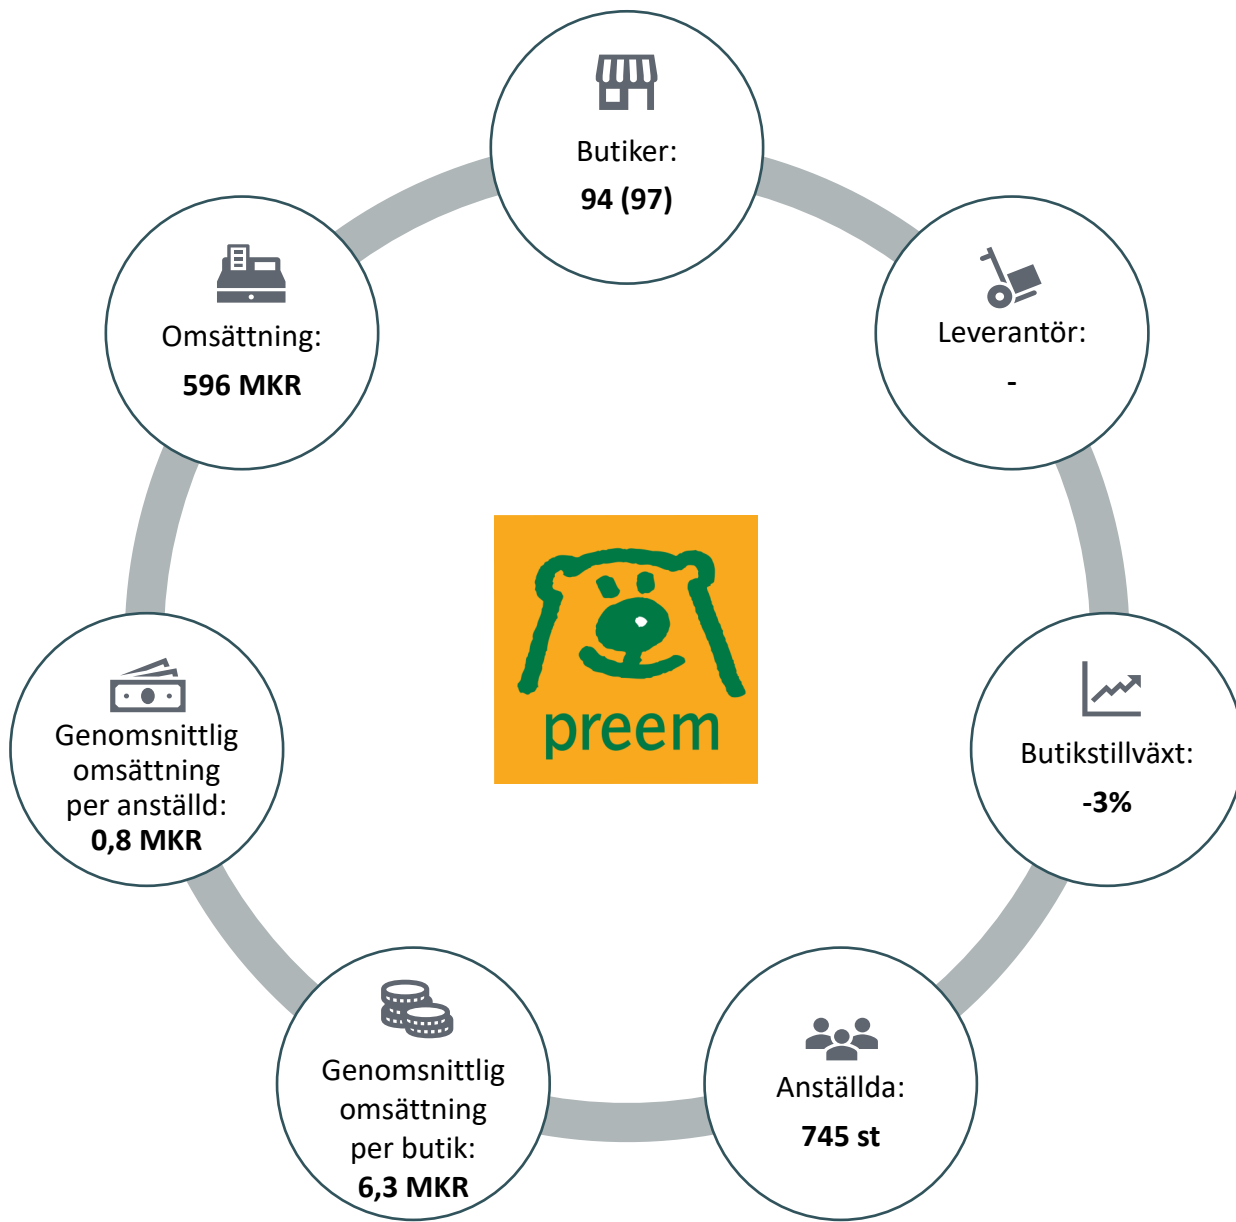 Butiker:
94 (97)
Leverantör:
-
Butikstillväxt:
-3%
Anställda:
745 st
Genomsnittlig
omsättning
per butik:
6,3 MKR
Genomsnittlig
omsättning
per anställd:
0,8 MKR
Omsättning:
596 MKR
preem